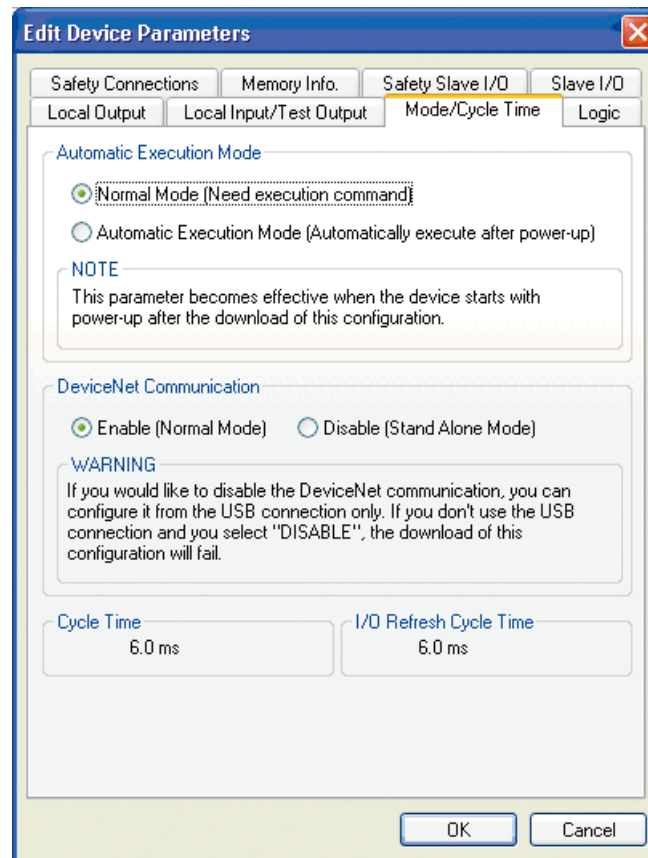 Edit Device Parameters
Safety Connections
Memory Info.
Safety Slave I/O
Slave I/O
Local Output
Local Input/Test Output
Mode/Cycle Time
Logic
Automatic Execution Mode
Normal Mode (Need execution command)
Automatic Execution Mode (Automatically execute after power-up)
NOTE
This parameter becomes effective when the device starts with
power-up after the download of this configuration.
DeviceNet Communication
Enable (Normal Mode)
Disable (Stand Alone Mode)
WARNING
If you would like to disable the DeviceNet communication, you can
configure it from the USB connection only. If you don't use the USB
connection and you select "DISABLE", the download of this
configuration will fail.
Cycle Time
6.0 ms
I/O Refresh Cycle Time
6.0 ms
OK
Cancel